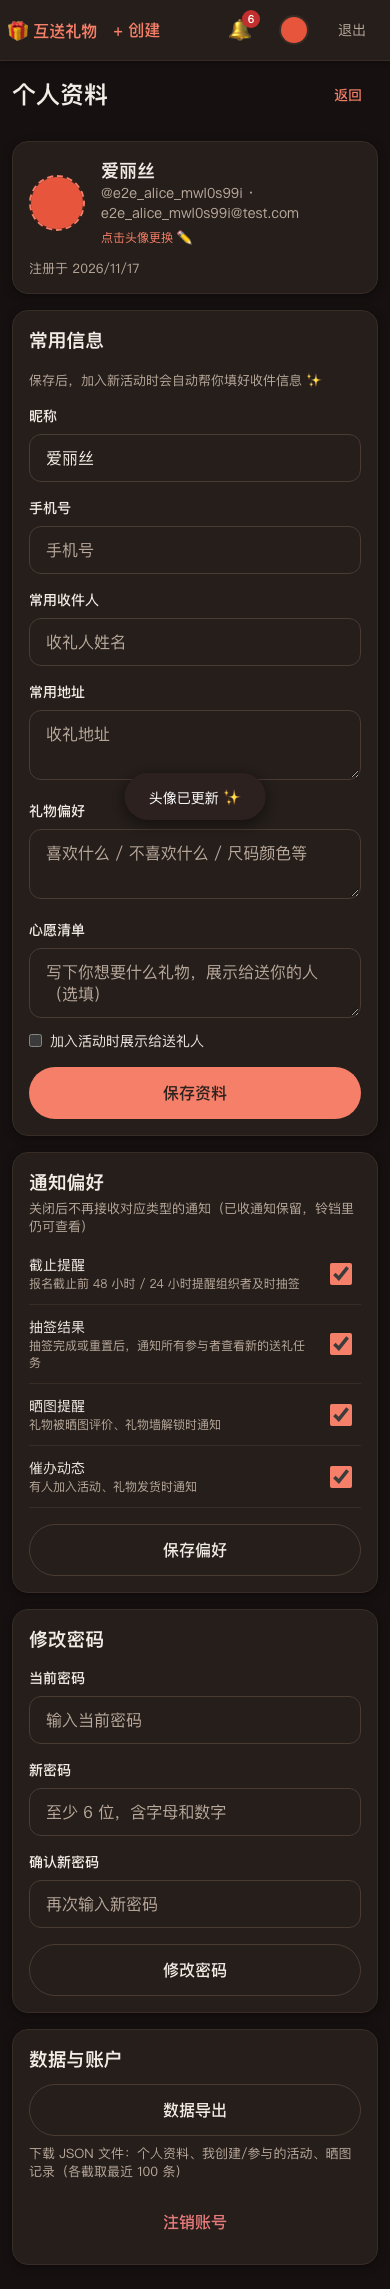 🎁 互送礼物 + 创建 🔔 6 退出
个人资料 返回
爱丽丝
@e2e_alice_mwl0s99i ·
e2e_alice_mwl0s99i@test.com
点击头像更换 ✏️
注册于 2026/11/17
常用信息
保存后，加入新活动时会自动帮你填好收件信息 ✨
昵称
爱丽丝
手机号
手机号
常用收件人
收礼人姓名
常用地址
收礼地址
头像已更新 ✨
礼物偏好
喜欢什么 / 不喜欢什么 / 尺码颜色等
心愿清单
写下你想要什么礼物，展示给送你的人
（选填）
加入活动时展示给送礼人
保存资料
通知偏好
关闭后不再接收对应类型的通知（已收通知保留，铃铛里
仍可查看）
截止提醒
报名截止前 48 小时 / 24 小时提醒组织者及时抽签
抽签结果
抽签完成或重置后，通知所有参与者查看新的送礼任
务
晒图提醒
礼物被晒图评价、礼物墙解锁时通知
催办动态
有人加入活动、礼物发货时通知
保存偏好
修改密码
当前密码
输入当前密码
新密码
至少 6 位，含字母和数字
确认新密码
再次输入新密码
修改密码
数据与账户
数据导出
下载 JSON 文件：个人资料、我创建/参与的活动、晒图
记录（各截取最近 100 条）
注销账号